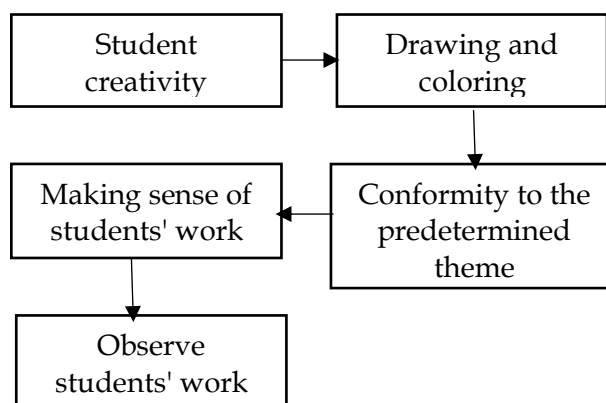 Student
creativity
Drawing and
coloring
Conformity to the
predetermined
theme
Making sense of
students' work
Observe
students' work